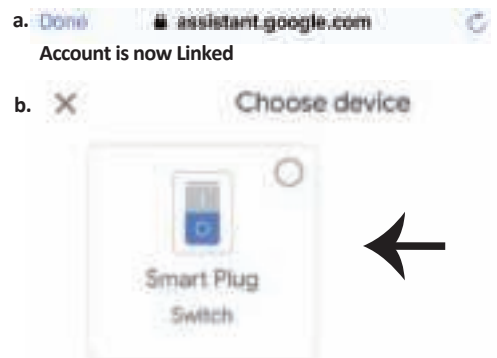 a. Done assistant.google.com
Account is now Linked
b. Choose device
Smart Plug
Switch